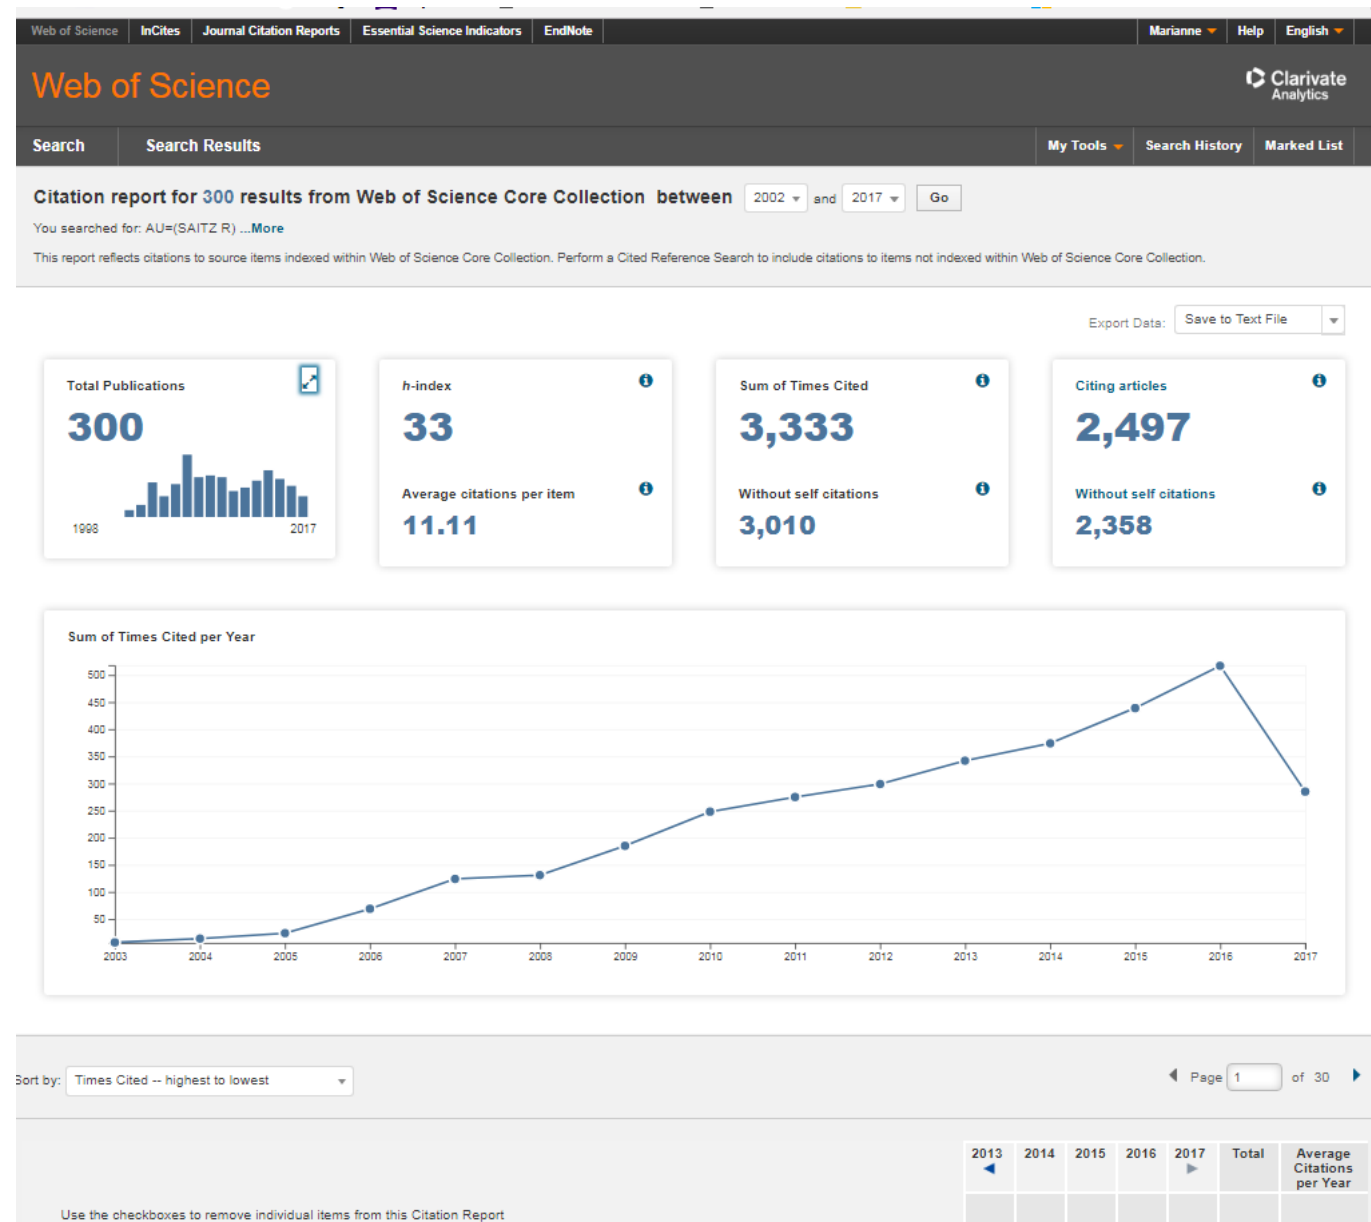 Web of Science InCites Journal Citation Reports Essential Science Indicators EndNote Marianne Help English
Web of Science
Clarivate
Analytics
Search Search Results My Tools Search History Marked List
Citation report for 300 results from Web of Science Core Collection between 2002 and 2017 Go
You searched for: AU=(SAITZ R) ...More
This report reflects citations to source items indexed within Web of Science Core Collection. Perform a Cited Reference Search to include citations to items not indexed within Web of Science Core Collection.
Export Data: Save to Text File
Total Publications
300
1998 2017
h-index
33
Average citations per item
11.11
Sum of Times Cited
3,333
Without self citations
3,010
Citing articles
2,497
Without self citations
2,358
Sum of Times Cited per Year
500
450
400
350
300
250
200
150
100
50
2003 2004 2005 2006 2007 2008 2009 2010 2011 2012 2013 2014 2015 2016 2017
Sort by: Times Cited -- highest to lowest Page 1 of 30
2013 2014 2015 2016 2017 Total Average
Citations
per Year
Use the checkboxes to remove individual items from this Citation Report